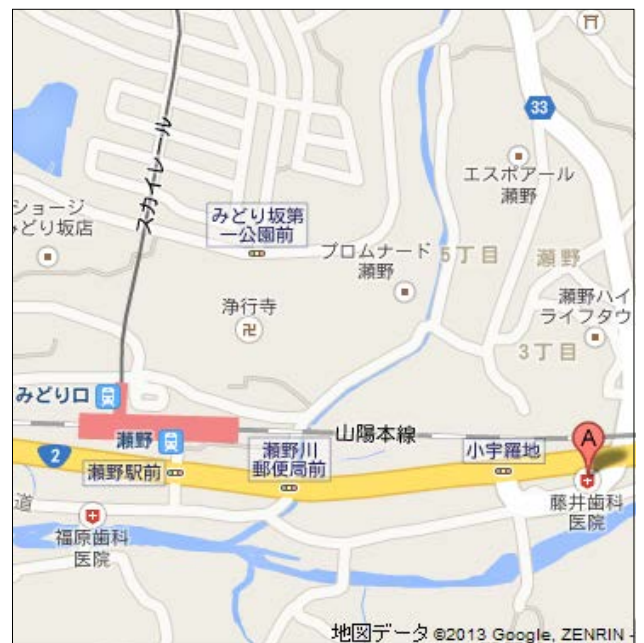 33
エスポアール
瀬野
スカイレール
ショージ
みどり坂店
みどり坂第
一公園前
プロムナード
瀬野
5丁目
瀬野
浄行寺
瀬野ハイ
ライフタウ
3丁目
みどり口
瀬野
山陽本線
2
瀬野駅前
瀬野川
郵便局前
小宇羅地
A
道
福原歯科
医院
藤井歯科
医院
地図データ ©2013 Google, ZENRIN